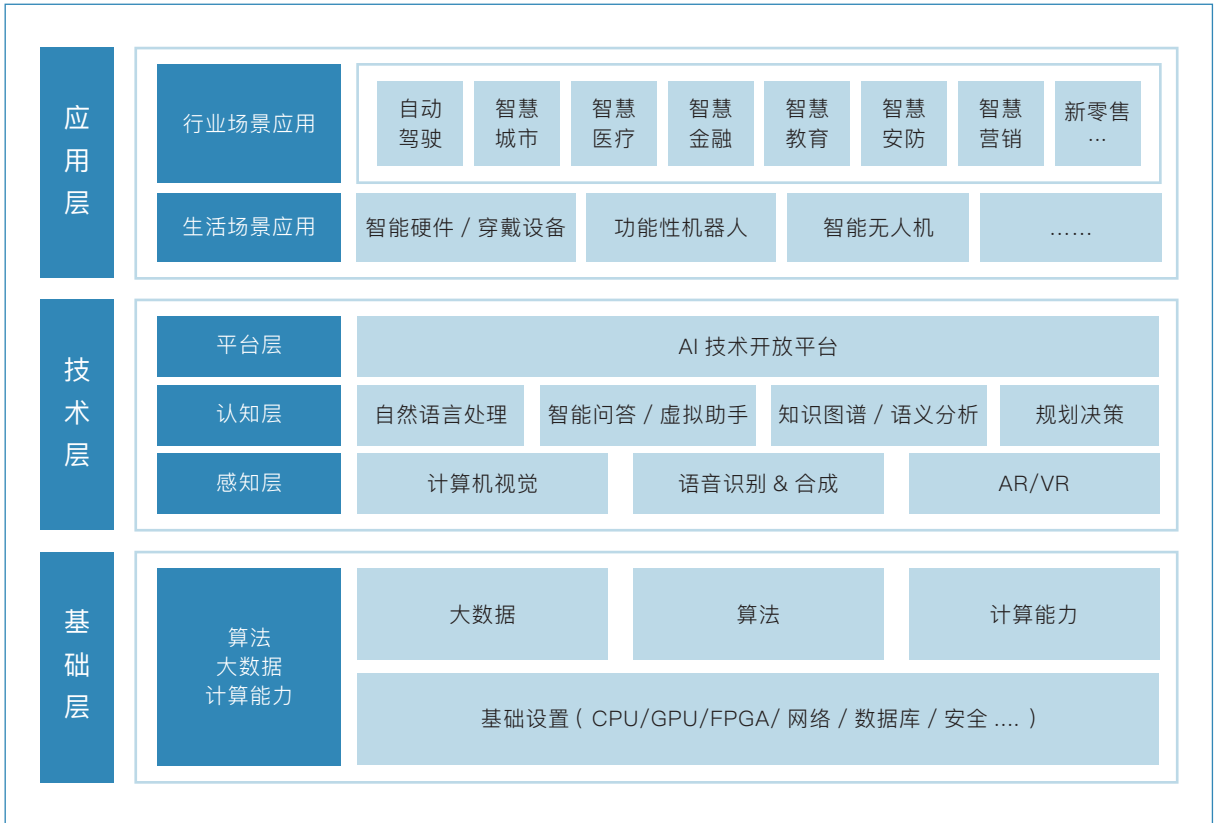 应用层
行业场景应用
自动
驾驶
智慧
城市
智慧
医疗
智慧
金融
智慧
教育
智慧
安防
智慧
营销
新零售
...
生活场景应用
智能硬件 / 穿戴设备
功能性机器人
智能无人机
……
技术层
平台层
AI 技术开放平台
认知层
自然语言处理
智能问答 / 虚拟助手
知识图谱 / 语义分析
规划决策
感知层
计算机视觉
语音识别 & 合成
AR/VR
基础层
算法
大数据
计算能力
大数据
算法
计算能力
基础设置 ( CPU/GPU/FPGA/ 网络 / 数据库 / 安全 .... )